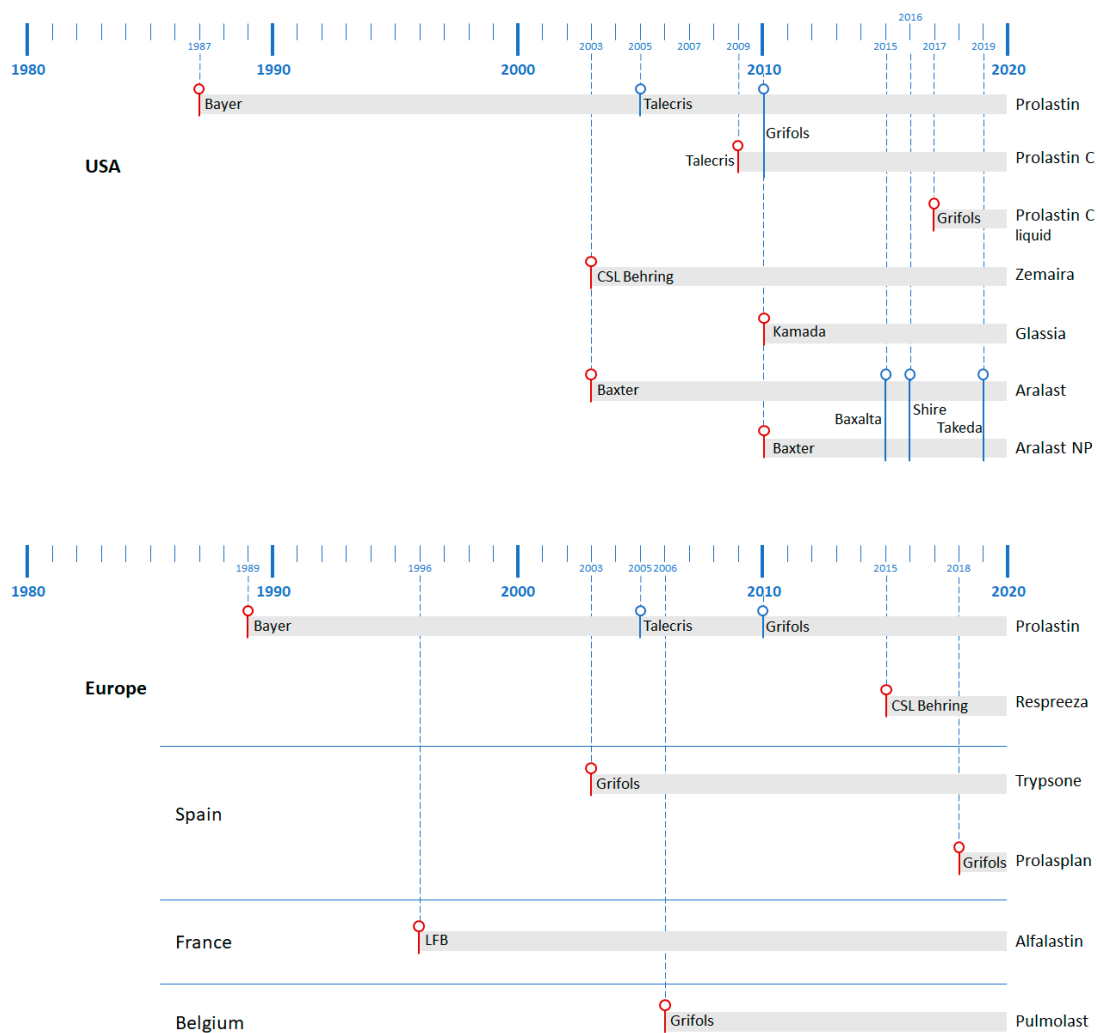 2016
1987 2003 2005 2007 2009 2015 2017 2019
1980 1990 2000 2010 2020
Bayer Talecris Prolastin
Grifols
USA Talecris Prolastin C
Grifols Prolastin C
liquid
CSL Behring Zemaira
Kamada Glassia
Baxter Aralast
Baxalta Shire
Takeda
Baxter Aralast NP
1989 1996 2003 2005 2006 2015 2018
1980 1990 2000 2010 2020
Bayer Talecris Grifols Prolastin
Europe
CSL Behring Respreeza
Grifols Trypsone
Spain
Grifols Prolasplan
France LFB Alfalastin
Belgium Grifols Pulmolast